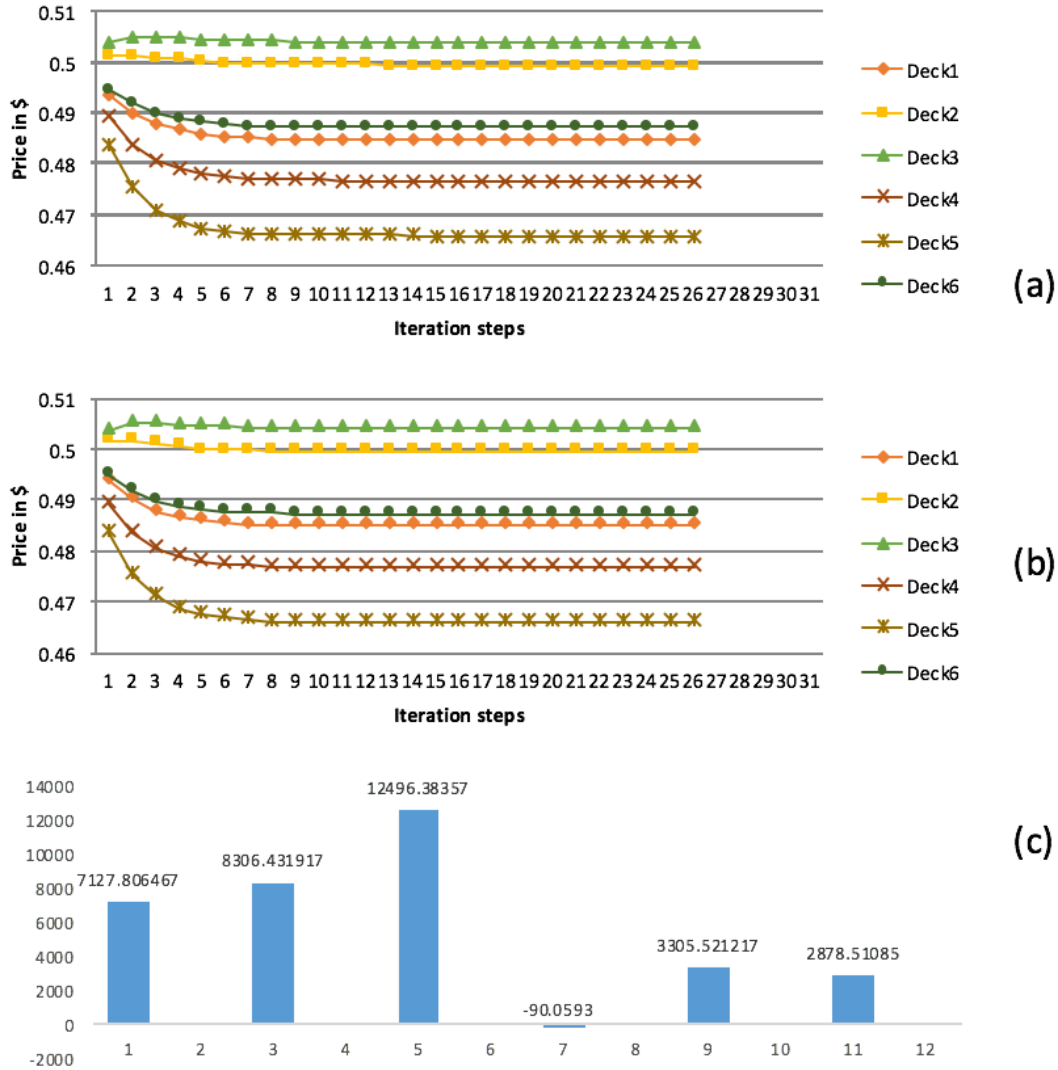 0.51
0.5
0.49
0.48
0.47
0.46
Price in $
1 2 3 4 5 6 7 8 9 10 11 12 13 14 15 16 17 18 19 20 21 22 23 24 25 26 27 28 29 30 31
Iteration steps
Deck1
Deck2
Deck3
Deck4
Deck5
Deck6
(a)
0.51
0.5
0.49
0.48
0.47
0.46
Price in $
1 2 3 4 5 6 7 8 9 10 11 12 13 14 15 16 17 18 19 20 21 22 23 24 25 26 27 28 29 30 31
Iteration steps
Deck1
Deck2
Deck3
Deck4
Deck5
Deck6
(b)
14000
12000
10000
8000
6000
4000
2000
0
-2000
7127.806467
8306.431917
12496.38357
-90.0593
3305.521217
2878.51085
1 2 3 4 5 6 7 8 9 10 11 12
(c)